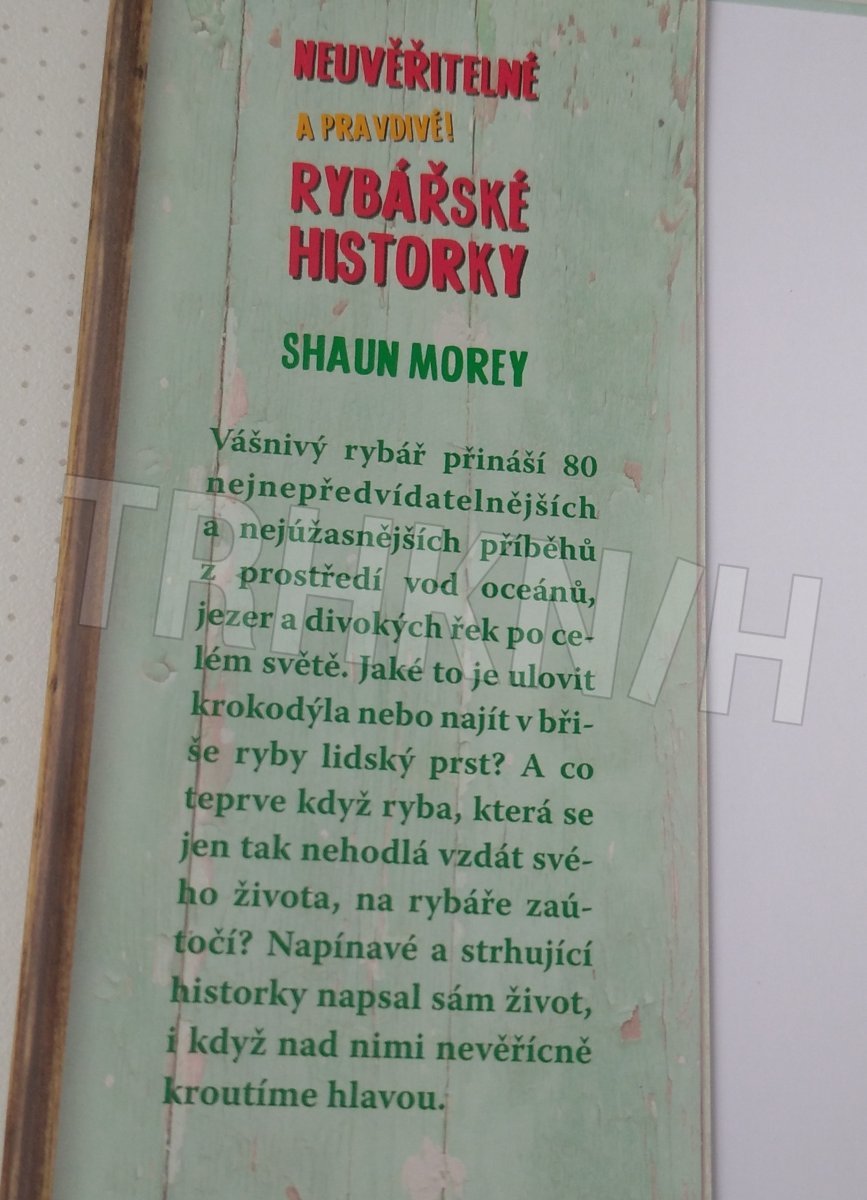 NEUVĚŘITELNÉ
A PRAVDIVÉ!
RYBÁŘSKÉ
HISTORKY
SHAUN MOREY
Vášnivý rybář přináší 80
nejnepředvídatelnějších
a nejúžasnějších příběhů
z prostředí vod oceánů,
jezer a divokých řek po ce-
lém světě. Jaké to je ulovit
krokodýla nebo najít v bři-
še ryby lidský prst? A co
teprve když ryba, která se
jen tak nehodlá vzdát své-
ho života, na rybáře zaú-
točí? Napínavé a strhující
historky napsal sám život,
i když nad nimi nevěřícně
kroutíme hlavou.
TRHKN/H